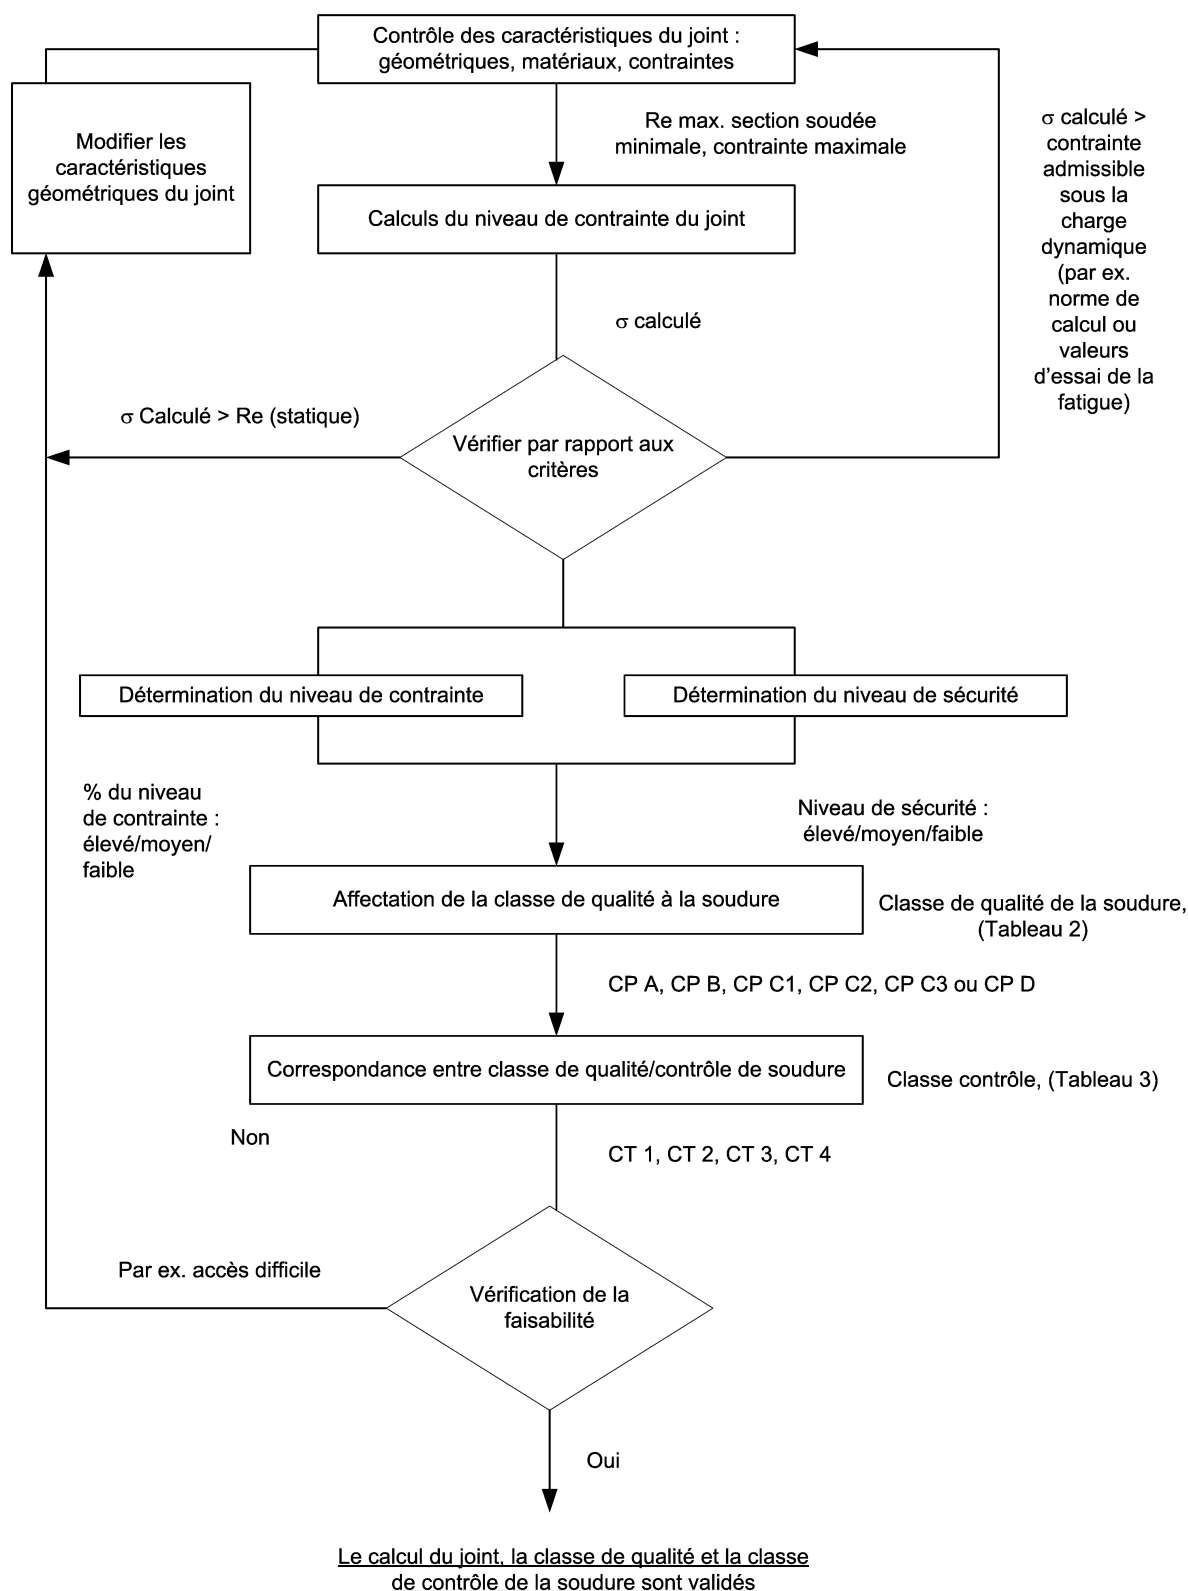 Contrôle des caractéristiques du joint :
géométriques, matériaux, contraintes
Modifier les
caractéristiques
géométriques du joint
Re max. section soudée
minimale, contrainte maximale
σ calculé >
contrainte
admissible
sous la
charge
dynamique
(par ex.
norme de
calcul ou
valeurs
d'essai de la
fatigue)
Calculs du niveau de contrainte du joint
σ calculé
σ Calculé > Re (statique)
Vérifier par rapport aux
critères
Détermination du niveau de contrainte
Détermination du niveau de sécurité
% du niveau
de contrainte :
élevé/moyen/
faible
Niveau de sécurité :
élevé/moyen/faible
Affectation de la classe de qualité à la soudure
Classe de qualité de la soudure,
(Tableau 2)
CP A, CP B, CP C1, CP C2, CP C3 ou CP D
Correspondance entre classe de qualité/contrôle de soudure
Classe contrôle, (Tableau 3)
Non
CT 1, CT 2, CT 3, CT 4
Par ex. accès difficile
Vérification de la
faisabilité
Oui
Le calcul du joint, la classe de qualité et la classe
de contrôle de la soudure sont validés